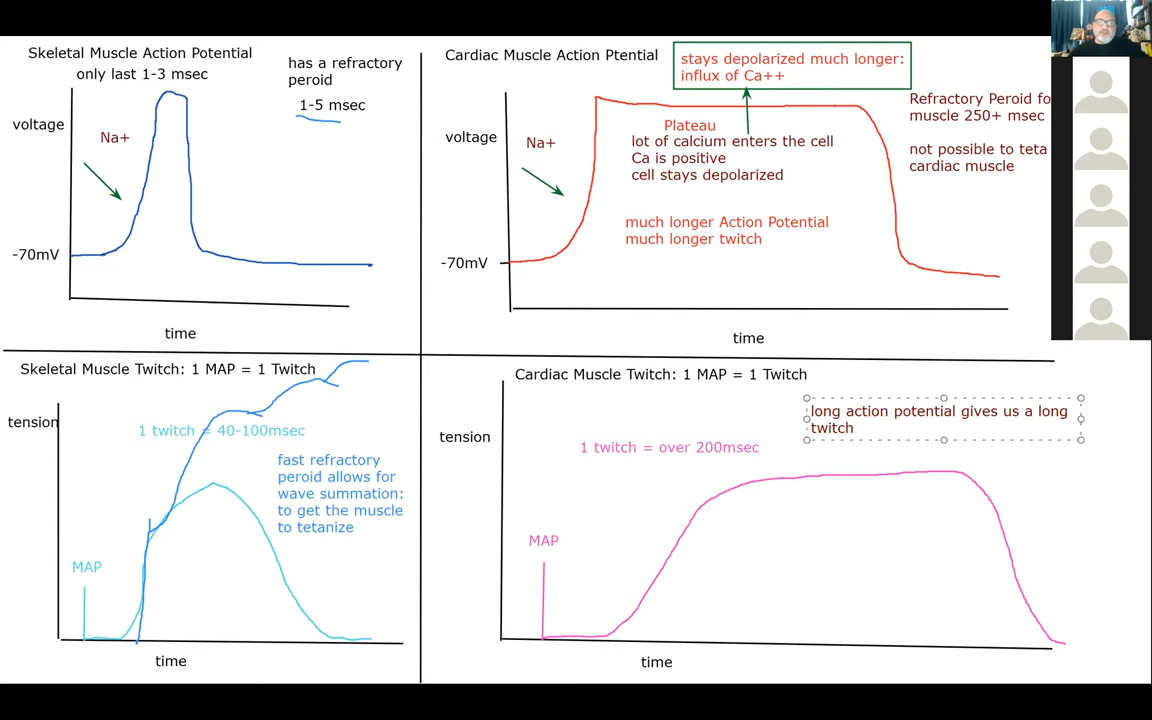 Skeletal Muscle Action Potential
only last 1-3 msec
has a refractory
peroid
1-5 msec
voltage
Na+
-70mV
time
Cardiac Muscle Action Ptential
stays depolarized much longer:
influx of Ca++
voltage
Na+
Plateau
lot of calcium enters the cell
Ca is positive
cell stays depolarized
much longer Action Potential
much longer twitch
Refractory Peroid fo
muscle 250+ msec
not possible to teta
cardiac muscle
-70mV
time
Skeletal Muscle Twitch: 1 MAP = 1 Twitch
tension
1 twitch = 40-100msec
fast refractory
peroid allows for
wave summation:
to get the muscle
to tetanize
MAP
time
Cardiac Muscle Twitch: 1 MAP = 1 Twitch
long action potential gives us a long
twitch
tension
1 twitch = over 200msec
MAP
time